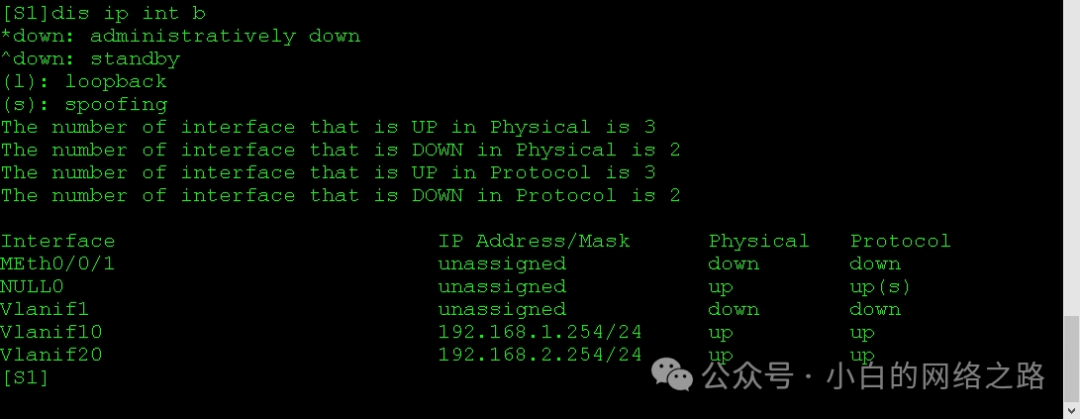 [S1]dis ip int b
*down: administratively down
^down: standby
(l): loopback
(s): spoofing
The number of interface that is UP in Physical is 3
The number of interface that is DOWN in Physical is 2
The number of interface that is UP in Protocol is 3
The number of interface that is DOWN in Protocol is 2
Interface IP Address/Mask Physical Protocol
MEth0/0/1 unassigned down down
NULL0 unassigned up up(s)
Vlanif1 unassigned down down
Vlanif10 192.168.1.254/24 up up
Vlanif20 192.168.2.254/24 up up
[S1]
公众号·小白的网络之路